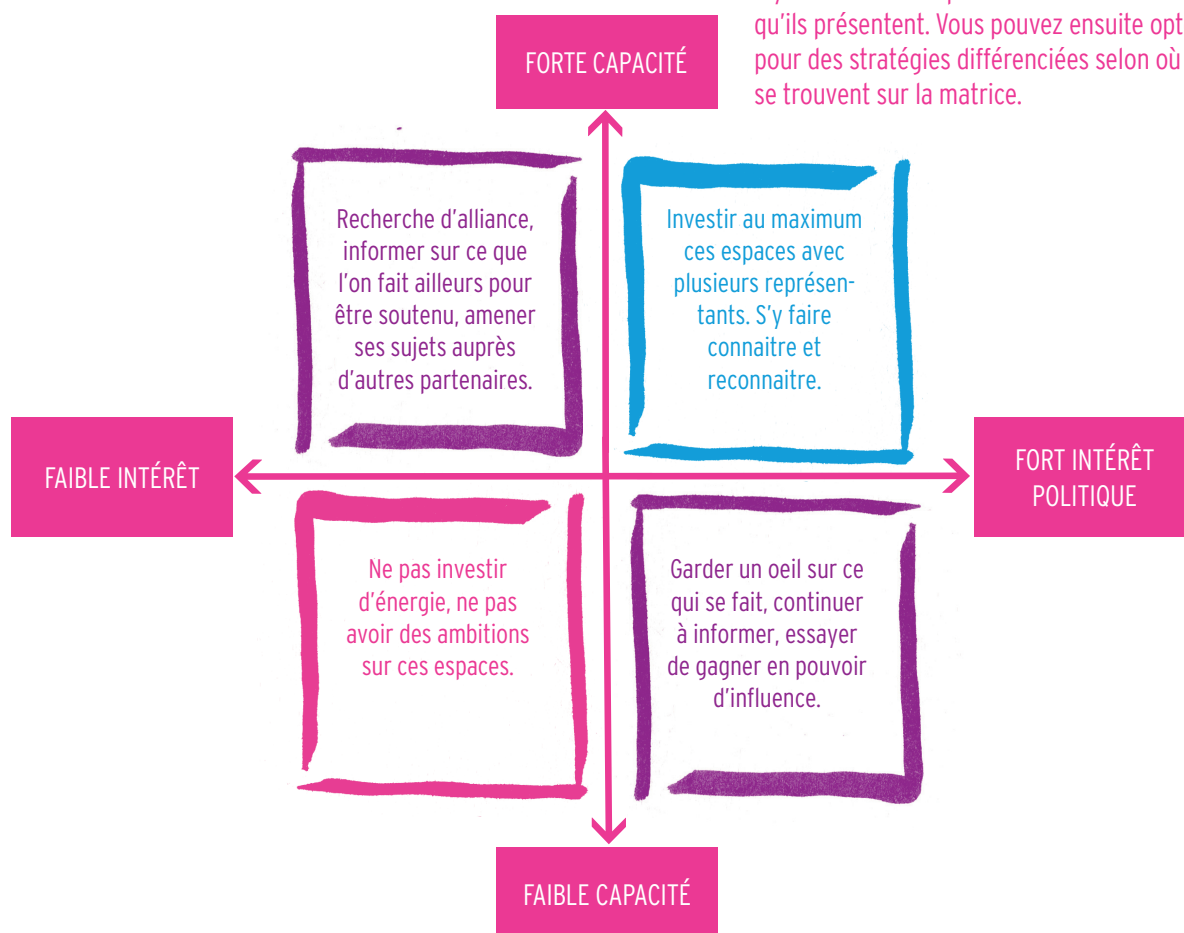 qu'ils présentent. Vous pouvez ensuite opt
pour des stratégies différenciées selon où
se trouvent sur la matrice.
FORTE CAPACITÉ
Recherche d'alliance,
informer sur ce que
l'on fait ailleurs pour
être soutenu, amener
ses sujets auprès
d'autres partenaires.
Investir au maximum
ces espaces avec
plusieurs représen-
tants. S'y faire
connaitre et
reconnaitre.
FAIBLE INTÉRÊT
FORT INTÉRÊT
POLITIQUE
Ne pas investir
d'énergie, ne pas
avoir des ambitions
sur ces espaces.
Garder un oeil sur ce
qui se fait, continuer
à informer, essayer
de gagner en pouvoir
d'influence.
FAIBLE CAPACITÉ